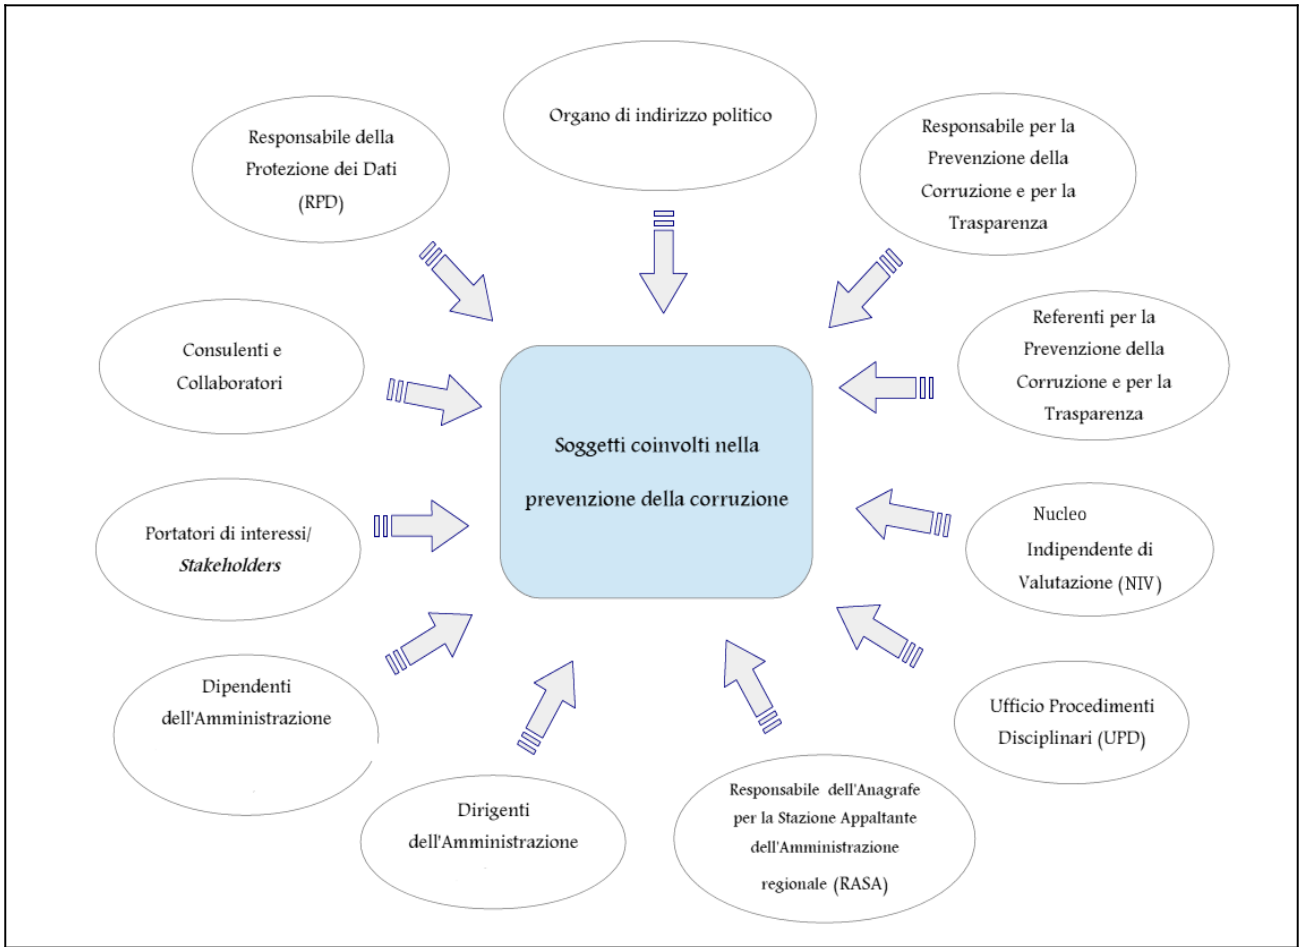 Organo di indirizzo politico
Responsabile per la
Prevenzione della
Corruzione e per la
Trasparenza
Referenti per la
Prevenzione della
Corruzione e per la
Trasparenza
Nucleo
Indipendente di
Valutazione (NIV)
Ufficio Procedimenti
Disciplinari (UPD)
Responsabile dell'Anagrafe
per la Stazione Appaltante
dell'Amministrazione
regionale (RASA)
Dirigenti
dell'Amministrazione
Dipendenti
dell'Amministrazione
Portatori di interessi/
Stakeholders
Consulenti e
Collaboratori
Responsabile della
Protezione dei Dati
(RPD)
Soggetti coinvolti nella
prevenzione della corruzione